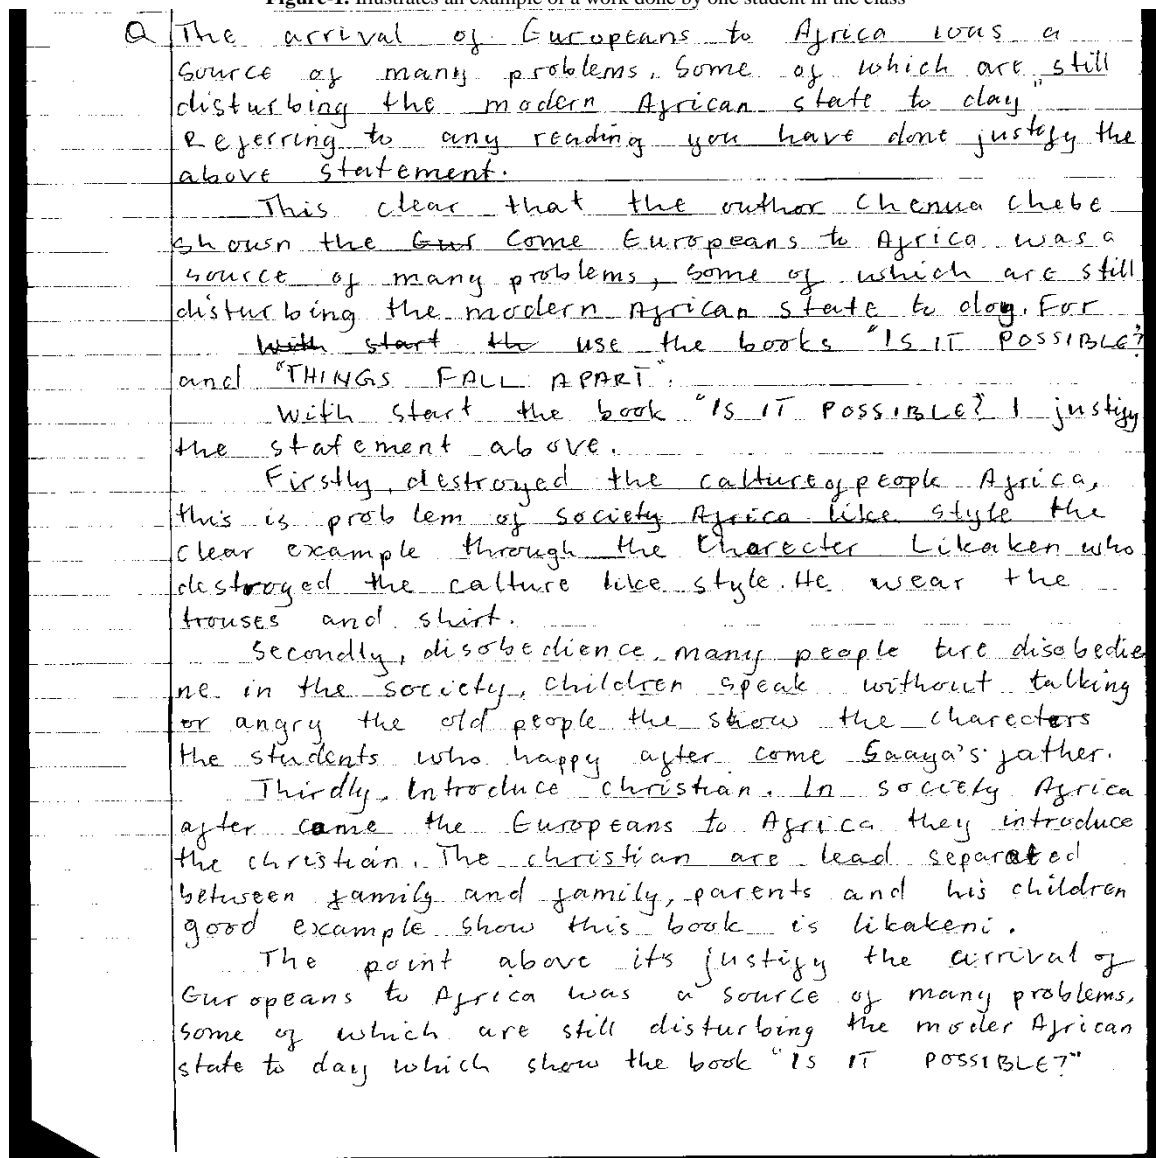 Figure-1. Illustrates an example of a work done by one student in the class
Q The arrival of Europeans to Africa was a
source of many problems, some of which are still
disturbing the modern African state to day"
Referring to any reading you have done justify the
above statement.
This clear that the outhor Chenua chebe
shown the Eur come Europeans to Africa was a
source of many problems, some of which are still
disturbing the modern African state to day. For
With start the use the books "IS IT POSSIBLE?
and "THINGS FALL APART".
With start the book "IS IT POSSIBLE? I justify
the statement above.
Firstly, destroyed the calture of people Africa,
this is problem of society Africa like style the
clear example through the charecter Likaken who
destroyed the calture like style. He wear the
trouses and shirt.
Secondly, disobedience. many people are disobedie
ne in the society, children speak without talking
or angry the old people the show the charecters
the students who happy after come Saaya's father.
Thirdly. Introduce christian. In society Africa
after came the Europeans to Africa they introduce
the christian. The christian are lead separated
between family and family, parents and his children
good example show this book is likakeni.
The point above it's justify the arrival of
Europeans to Africa was a source of many problems,
some of which are still disturbing the moder African
state to day which show the book "IS IT POSSIBLE?"